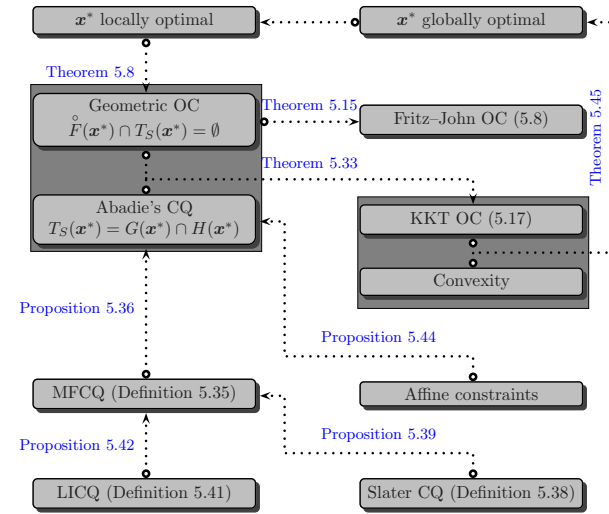 x* locally optimal
x* globally optimal
Theorem 5.8
Geometric OC
F̊(x*) ∩ T_S(x*) = ∅
Theorem 5.15
Fritz–John OC (5.8)
Theorem 5.45
Theorem 5.33
Abadie's CQ
T_S(x*) = G(x*) ∩ H(x*)
KKT OC (5.17)
Convexity
Proposition 5.36
Proposition 5.44
MFCQ (Definition 5.35)
Affine constraints
Proposition 5.42
Proposition 5.39
LICQ (Definition 5.41)
Slater CQ (Definition 5.38)